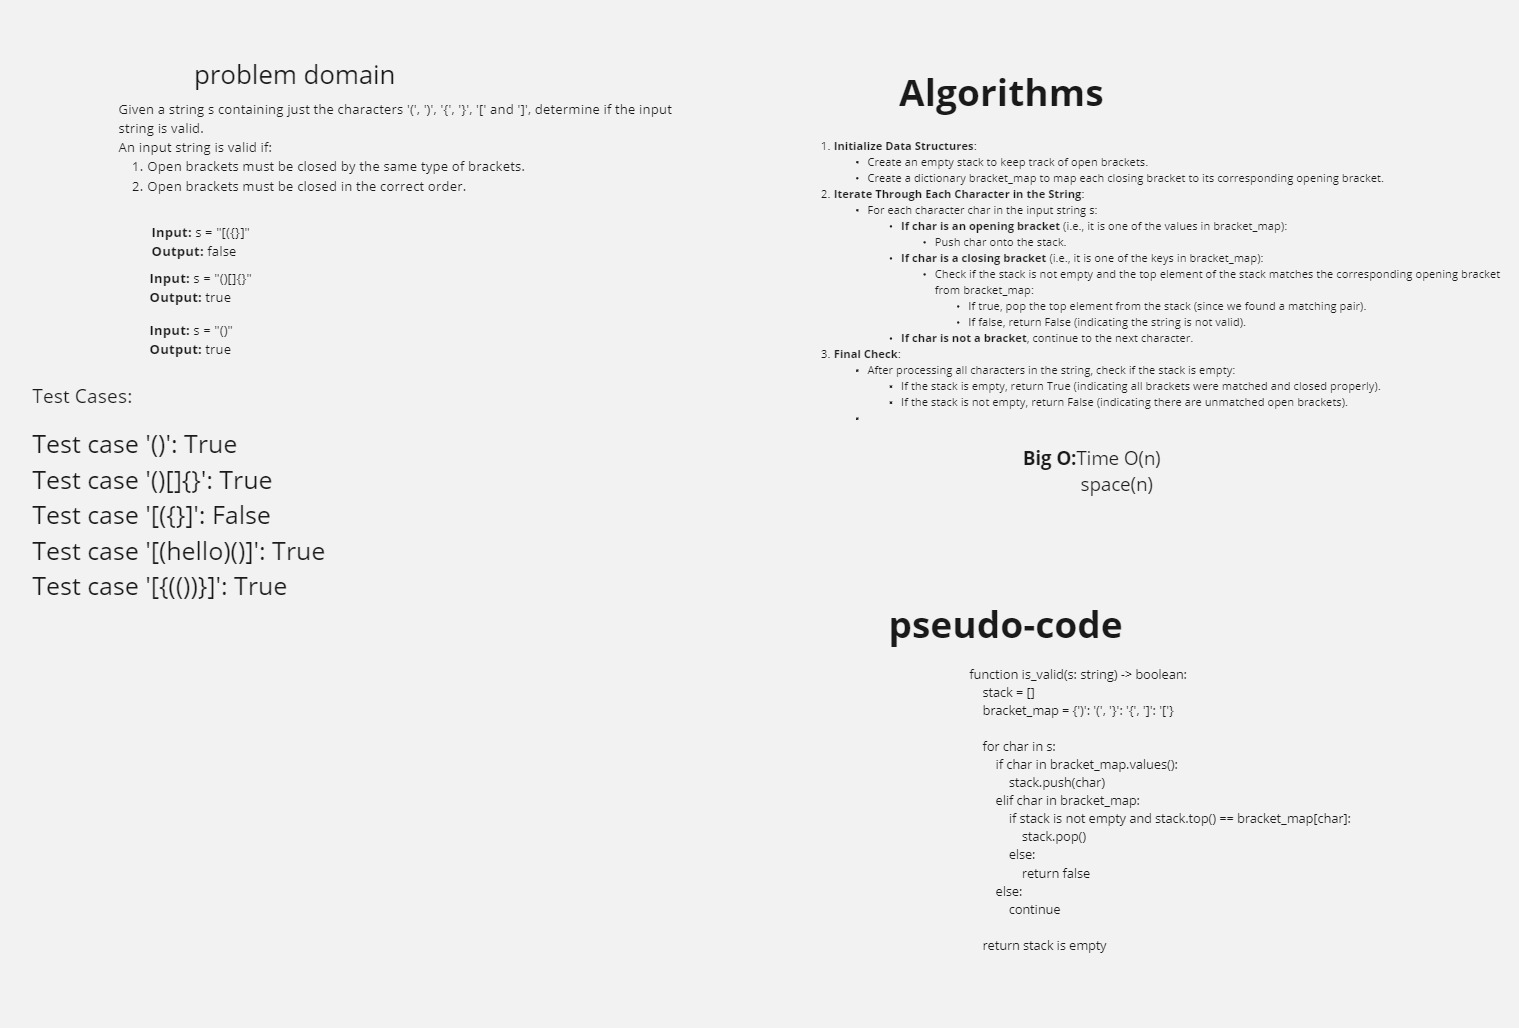 problem domain
Given a string s containing just the characters '(', ')', '{', '}', '[' and ']', determine if the input
string is valid.
An input string is valid if:
1. Open brackets must be closed by the same type of brackets.
2. Open brackets must be closed in the correct order.
Input: s = "[({}]"
Output: false
Input: s = "()[]{}"
Output: true
Input: s = "()"
Output: true
Test Cases:
Test case '()': True
Test case '()[]{}': True
Test case '[({}]': False
Test case '[(hello)()]': True
Test case '[{(())}]': True
Algorithms
1. Initialize Data Structures:
• Create an empty stack to keep track of open brackets.
• Create a dictionary bracket_map to map each closing bracket to its corresponding opening bracket.
2. Iterate Through Each Character in the String:
• For each character char in the input string s:
• If char is an opening bracket (i.e., it is one of the values in bracket_map):
• Push char onto the stack.
• If char is a closing bracket (i.e., it is one of the keys in bracket_map):
• Check if the stack is not empty and the top element of the stack matches the corresponding opening bracket
from bracket_map:
• If true, pop the top element from the stack (since we found a matching pair).
• If false, return False (indicating the string is not valid).
• If char is not a bracket, continue to the next character.
3. Final Check:
• After processing all characters in the string, check if the stack is empty:
• If the stack is empty, return True (indicating all brackets were matched and closed properly).
• If the stack is not empty, return False (indicating there are unmatched open brackets).
•
Big O:Time O(n)
space(n)
pseudo-code
function is_valid(s: string) -> boolean:
    stack = []
    bracket_map = {')': '(', '}': '{', ']': '['}
    for char in s:
        if char in bracket_map.values():
            stack.push(char)
        elif char in bracket_map:
            if stack is not empty and stack.top() == bracket_map[char]:
                stack.pop()
            else:
                return false
        else:
            continue
    return stack is empty